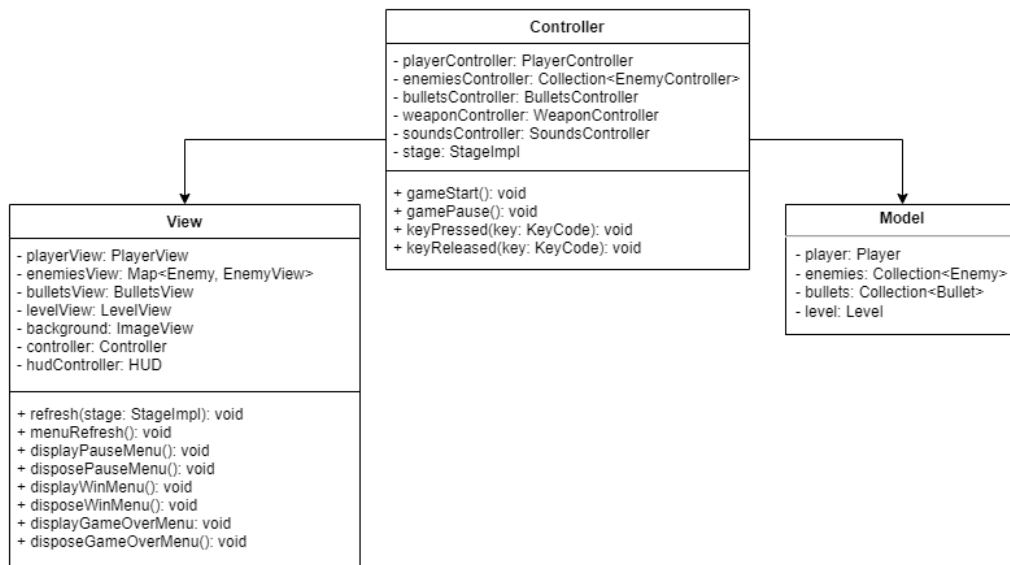 Controller
- playerController: PlayerController
- enemiesController: Collection<EnemyController>
- bulletsController: BulletsController
- weaponController: WeaponController
- soundsController: SoundsController
- stage: StageImpl
+ gameStart(): void
+ gamePause(): void
+ keyPressed(key: KeyCode): void
+ keyReleased(key: KeyCode): void
View
- playerView: PlayerView
- enemiesView: Map<Enemy, EnemyView>
- bulletsView: BulletsView
- levelView: LevelView
- background: ImageView
- controller: Controller
- hudController: HUD
+ refresh(stage: StageImpl): void
+ menuRefresh(): void
+ displayPauseMenu(): void
+ disposePauseMenu(): void
+ displayWinMenu(): void
+ disposeWinMenu(): void
+ displayGameOverMenu: void
+ disposeGameOverMenu(): void
Model
- player: Player
- enemies: Collection<Enemy>
- bullets: Collection<Bullet>
- level: Level